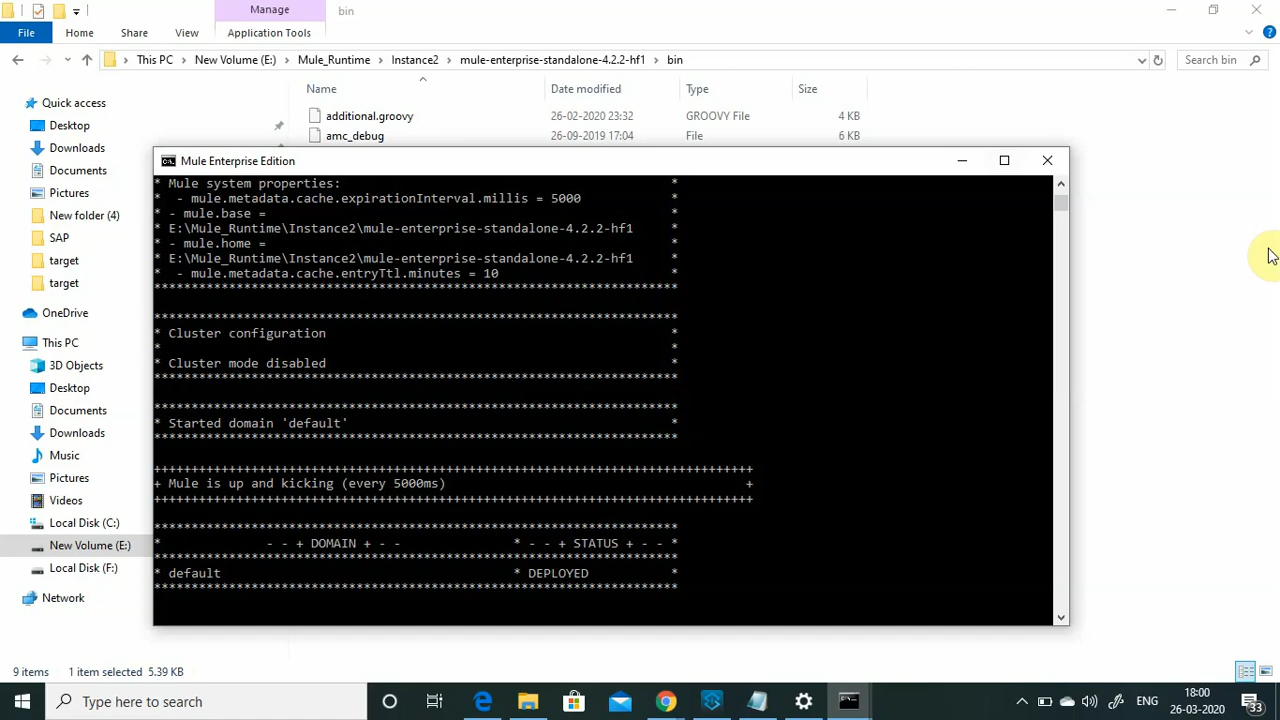 Manage
bin
File
Home
Share
View
Application Tools
This PC
New Volume (E:)
Mule_Runtime
Instance2
mule-enterprise-standalone-4.2.2-hf1
bin
Search bin
Name
Date modified
Type
Size
Quick access
Desktop
Downloads
Documents
Pictures
New folder (4)
SAP
target
target
OneDrive
This PC
3D Objects
Desktop
Documents
Downloads
Music
Pictures
Videos
Local Disk (C:)
New Volume (E:)
Local Disk (F:)
Network
additional.groovy 26-02-2020 23:32 GROOVY File 4 KB
amc_debug 26-09-2019 17:04 File 6 KB
Mule Enterprise Edition
* Mule system properties: *
* - mule.metadata.cache.expirationInterval.millis = 5000 *
* - mule.base = *
* E:\Mule_Runtime\Instance2\mule-enterprise-standalone-4.2.2-hf1 *
* - mule.home = *
* E:\Mule_Runtime\Instance2\mule-enterprise-standalone-4.2.2-hf1 *
* - mule.metadata.cache.entryTtl.minutes = 10 *
**********************************************************************
**********************************************************************
* Cluster configuration *
* *
* Cluster mode disabled *
**********************************************************************
**********************************************************************
* Started domain 'default' *
**********************************************************************
++++++++++++++++++++++++++++++++++++++++++++++++++++++++++++++++++++++++++++++++
+ Mule is up and kicking (every 5000ms) +
++++++++++++++++++++++++++++++++++++++++++++++++++++++++++++++++++++++++++++++++
**********************************************************************
* - - + DOMAIN + - - * - - + STATUS + - - *
**********************************************************************
* default * DEPLOYED *
**********************************************************************
9 items 1 item selected 5.39 KB
Type here to search
ENG
18:00
26-03-2020
33